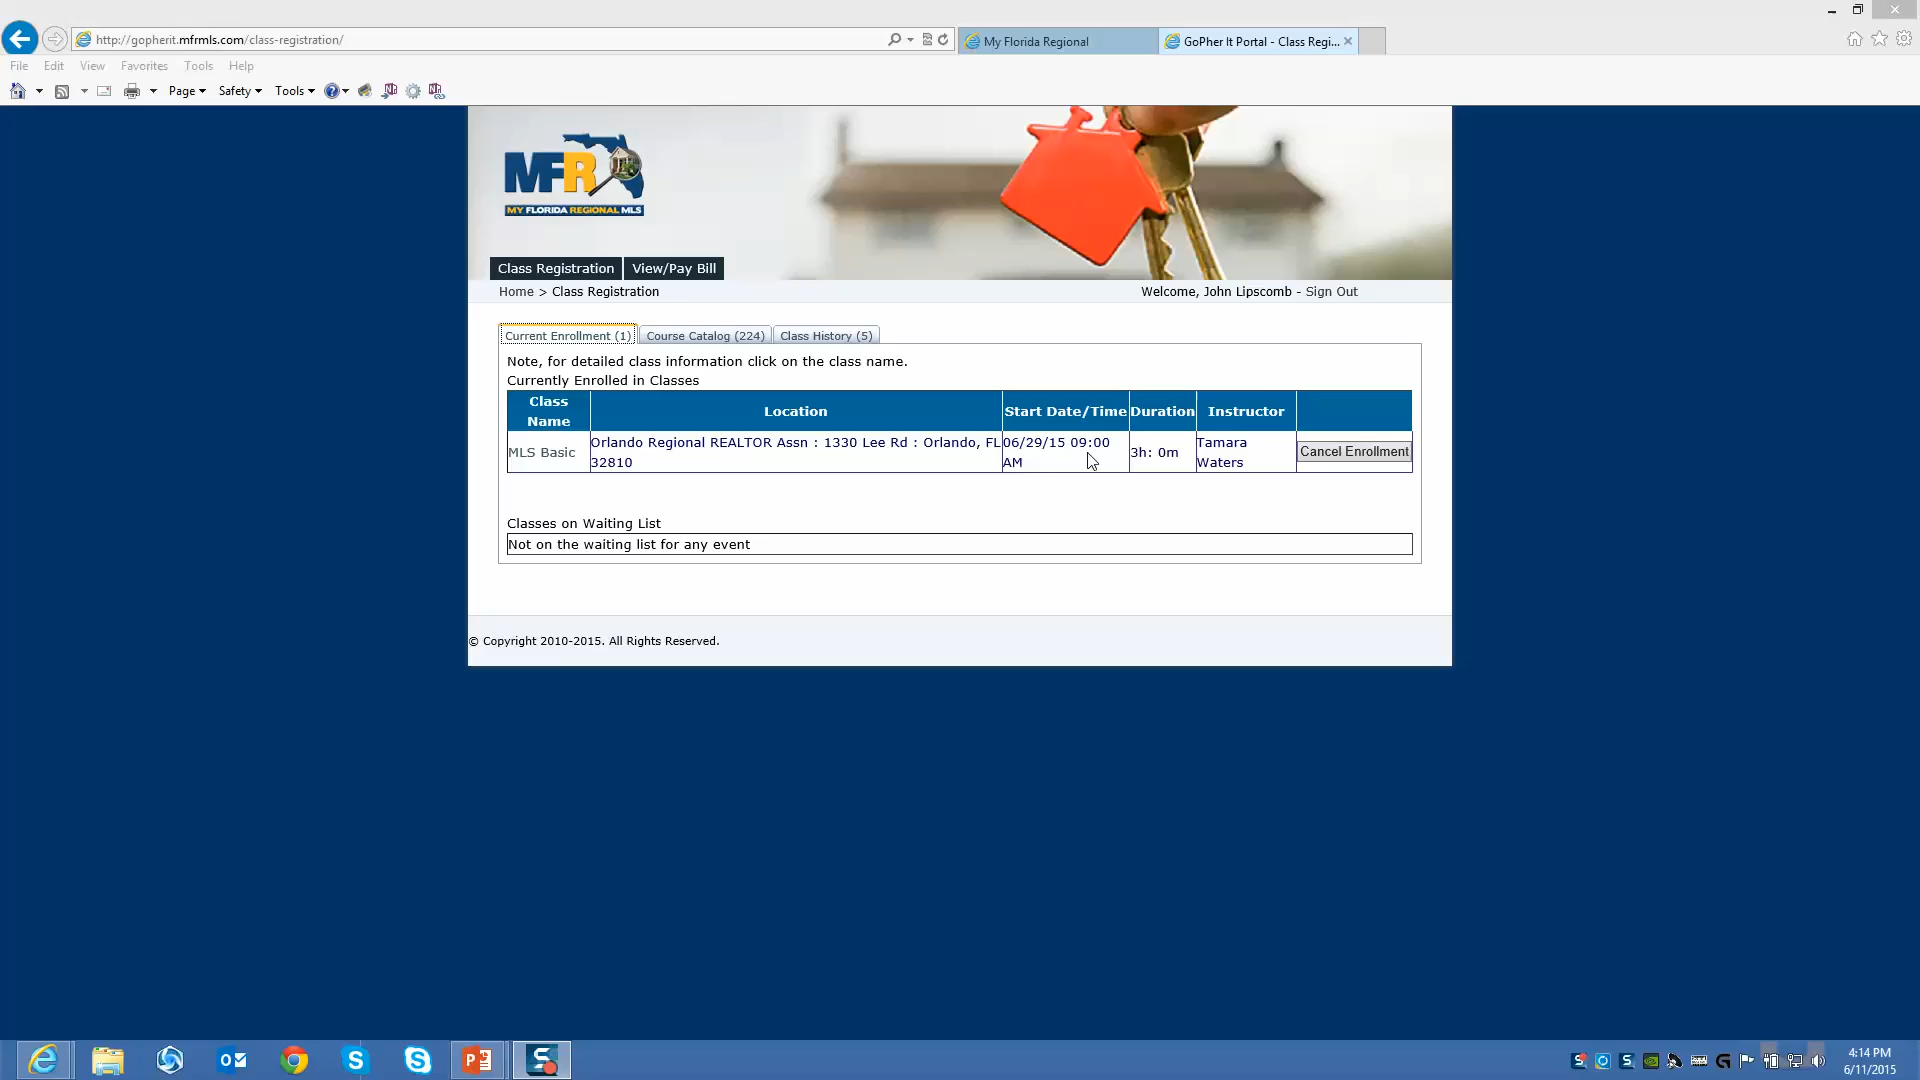 http://gopherit.mfrmls.com/class-registration/
My Florida Regional
GoPher It Portal - Class Regi...
File Edit View Favorites Tools Help
Page Safety Tools
MFR
MY FLORIDA REGIONAL MLS
Class Registration View/Pay Bill
Home > Class Registration
Welcome, John Lipscomb - Sign Out
Current Enrollment (1) Course Catalog (224) Class History (5)
Note, for detailed class information click on the class name.
Currently Enrolled in Classes
Class Name Location Start Date/Time Duration Instructor
MLS Basic Orlando Regional REALTOR Assn : 1330 Lee Rd : Orlando, FL 32810 06/29/15 09:00 AM 3h: 0m Tamara Waters Cancel Enrollment
Classes on Waiting List
Not on the waiting list for any event
© Copyright 2010-2015. All Rights Reserved.
4:14 PM
6/11/2015